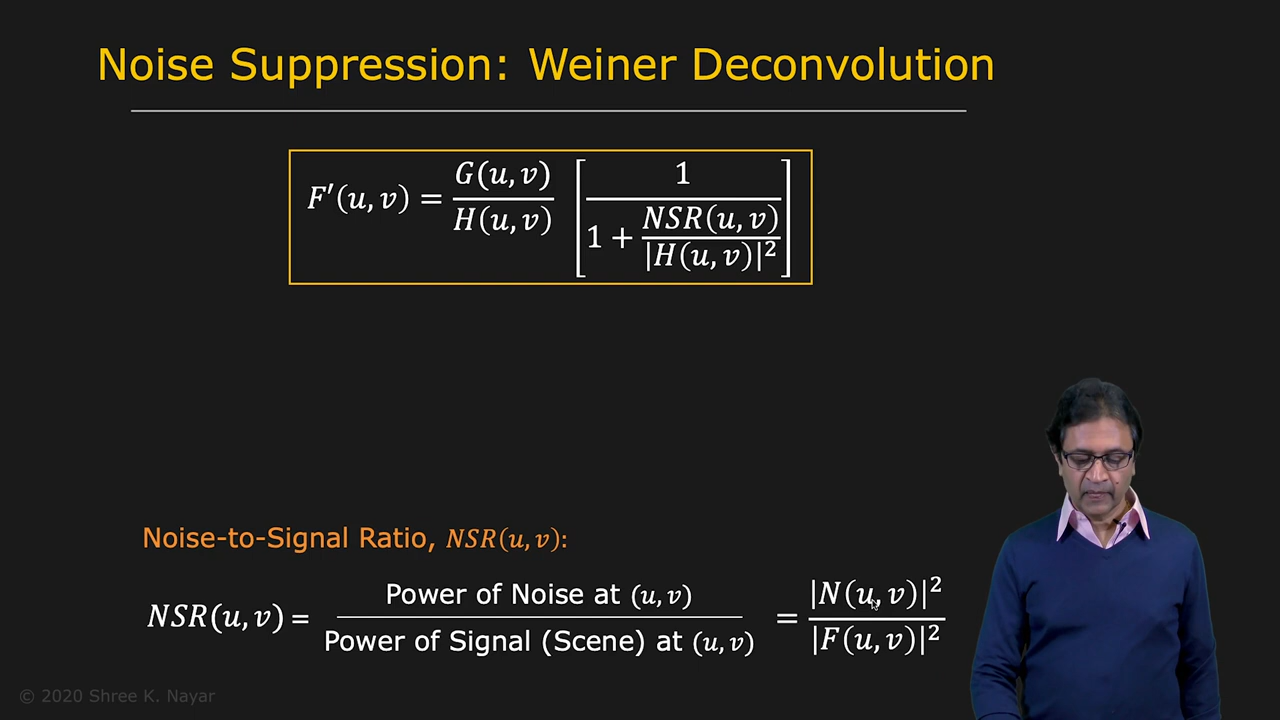 Noise Suppression: Weiner Deconvolution
F′(u, v) = G(u, v) / H(u, v) [1 / (1 + NSR(u, v) / |H(u, v)|²)]
Noise-to-Signal Ratio, NSR(u, v):
NSR(u, v) = Power of Noise at (u, v) / Power of Signal (Scene) at (u, v) = |N(u, v)|² / |F(u, v)|²
© 2020 Shree K. Nayar